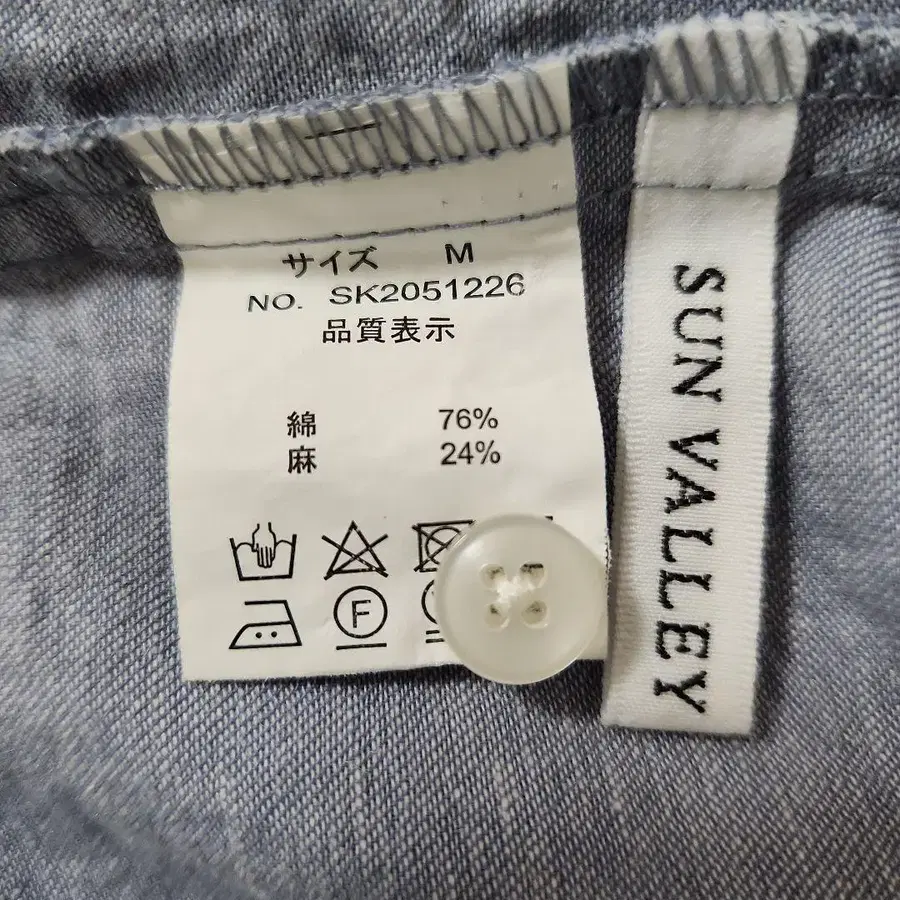 サイズ M
NO. SK2051226
品質表示
綿 76%
麻 24%
F
SUN VALLEY